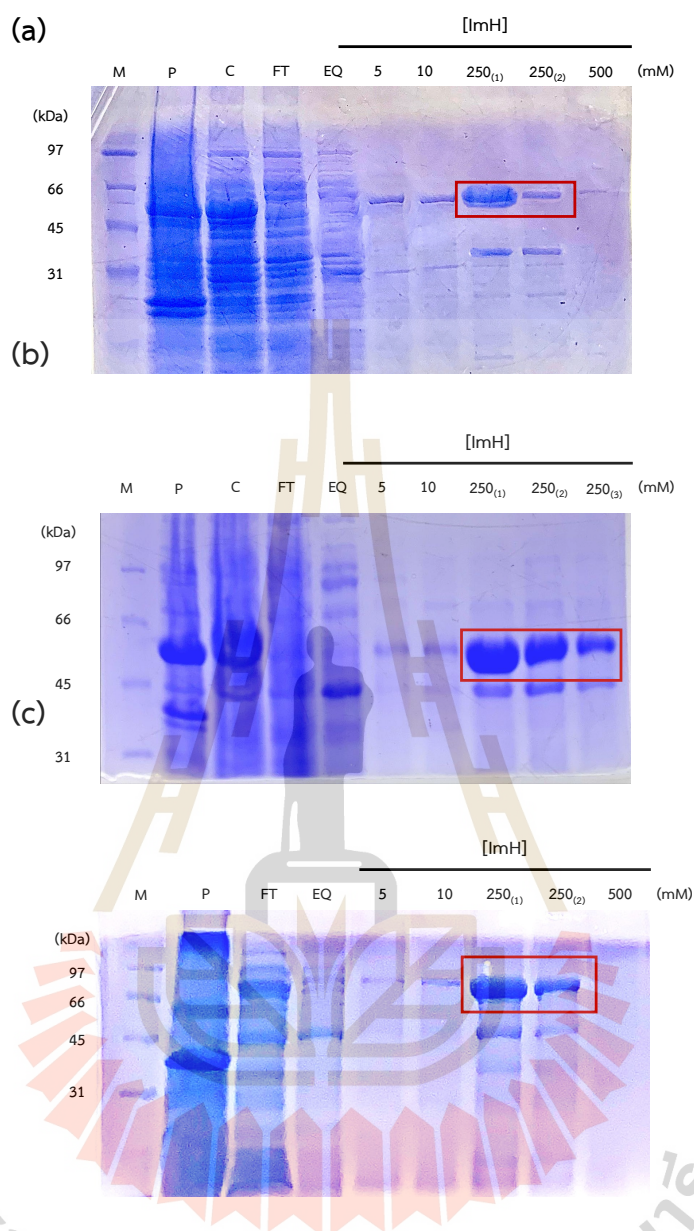 (a)
[ImH]
M P C FT EQ 5 10 250(1) 250(2) 500 (mM)
(kDa)
97
66
45
31
(b)
[ImH]
M P C FT EQ 5 10 250(1) 250(2) 250(3) (mM)
(kDa)
97
66
45
31
(c)
[ImH]
M P FT EQ 5 10 250(1) 250(2) 500 (mM)
(kDa)
97
66
45
31